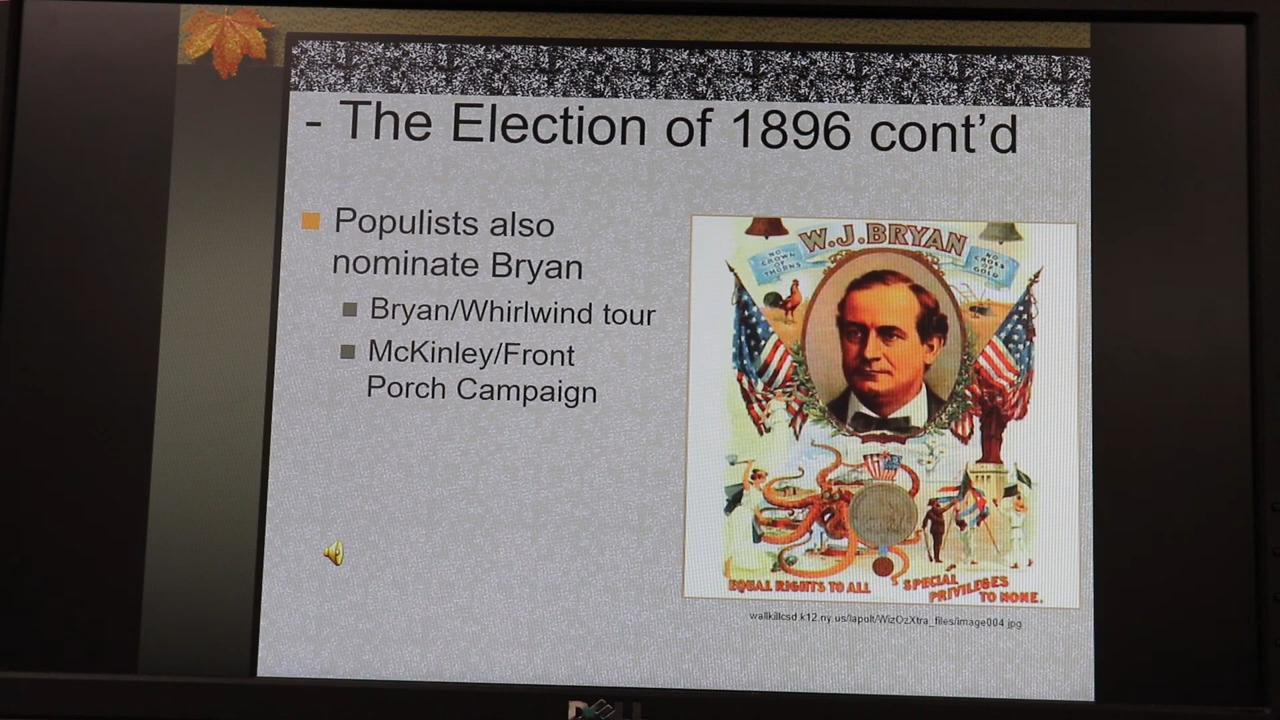 - The Election of 1896 cont'd
Populists also
nominate Bryan
Bryan/Whirlwind tour
McKinley/Front
Porch Campaign
W.J.BRYAN
NO
CROWN
OF
THORNS
NO
CROSS
OF
GOLD
EQUAL RIGHTS TO ALL
SPECIAL
PRIVILEGES
TO NONE.
wallkillcsd.k12.ny.us/lapolt/WizOzXtra_files/image004.jpg
DELL